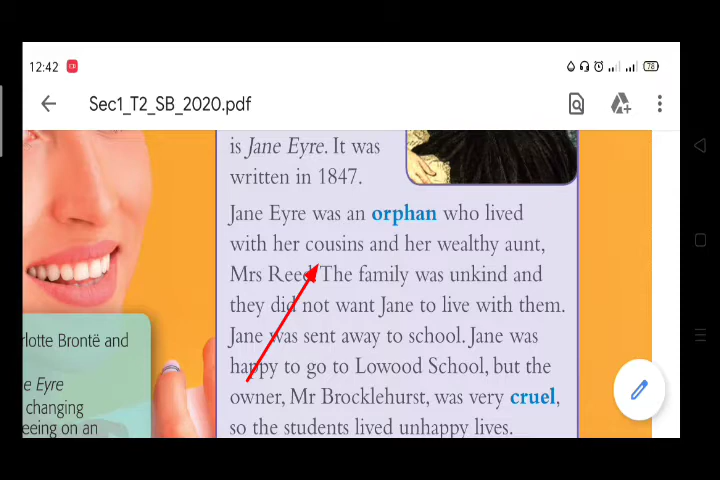 12:42
78
Sec1_T2_SB_2020.pdf
is Jane Eyre. It was
written in 1847.
Jane Eyre was an orphan who lived
with her cousins and her wealthy aunt,
Mrs Reed. The family was unkind and
they did not want Jane to live with them.
Jane was sent away to school. Jane was
happy to go to Lowood School, but the
owner, Mr Brocklehurst, was very cruel,
so the students lived unhappy lives.
lotte Brontë and
e Eyre
changing
eeing on an